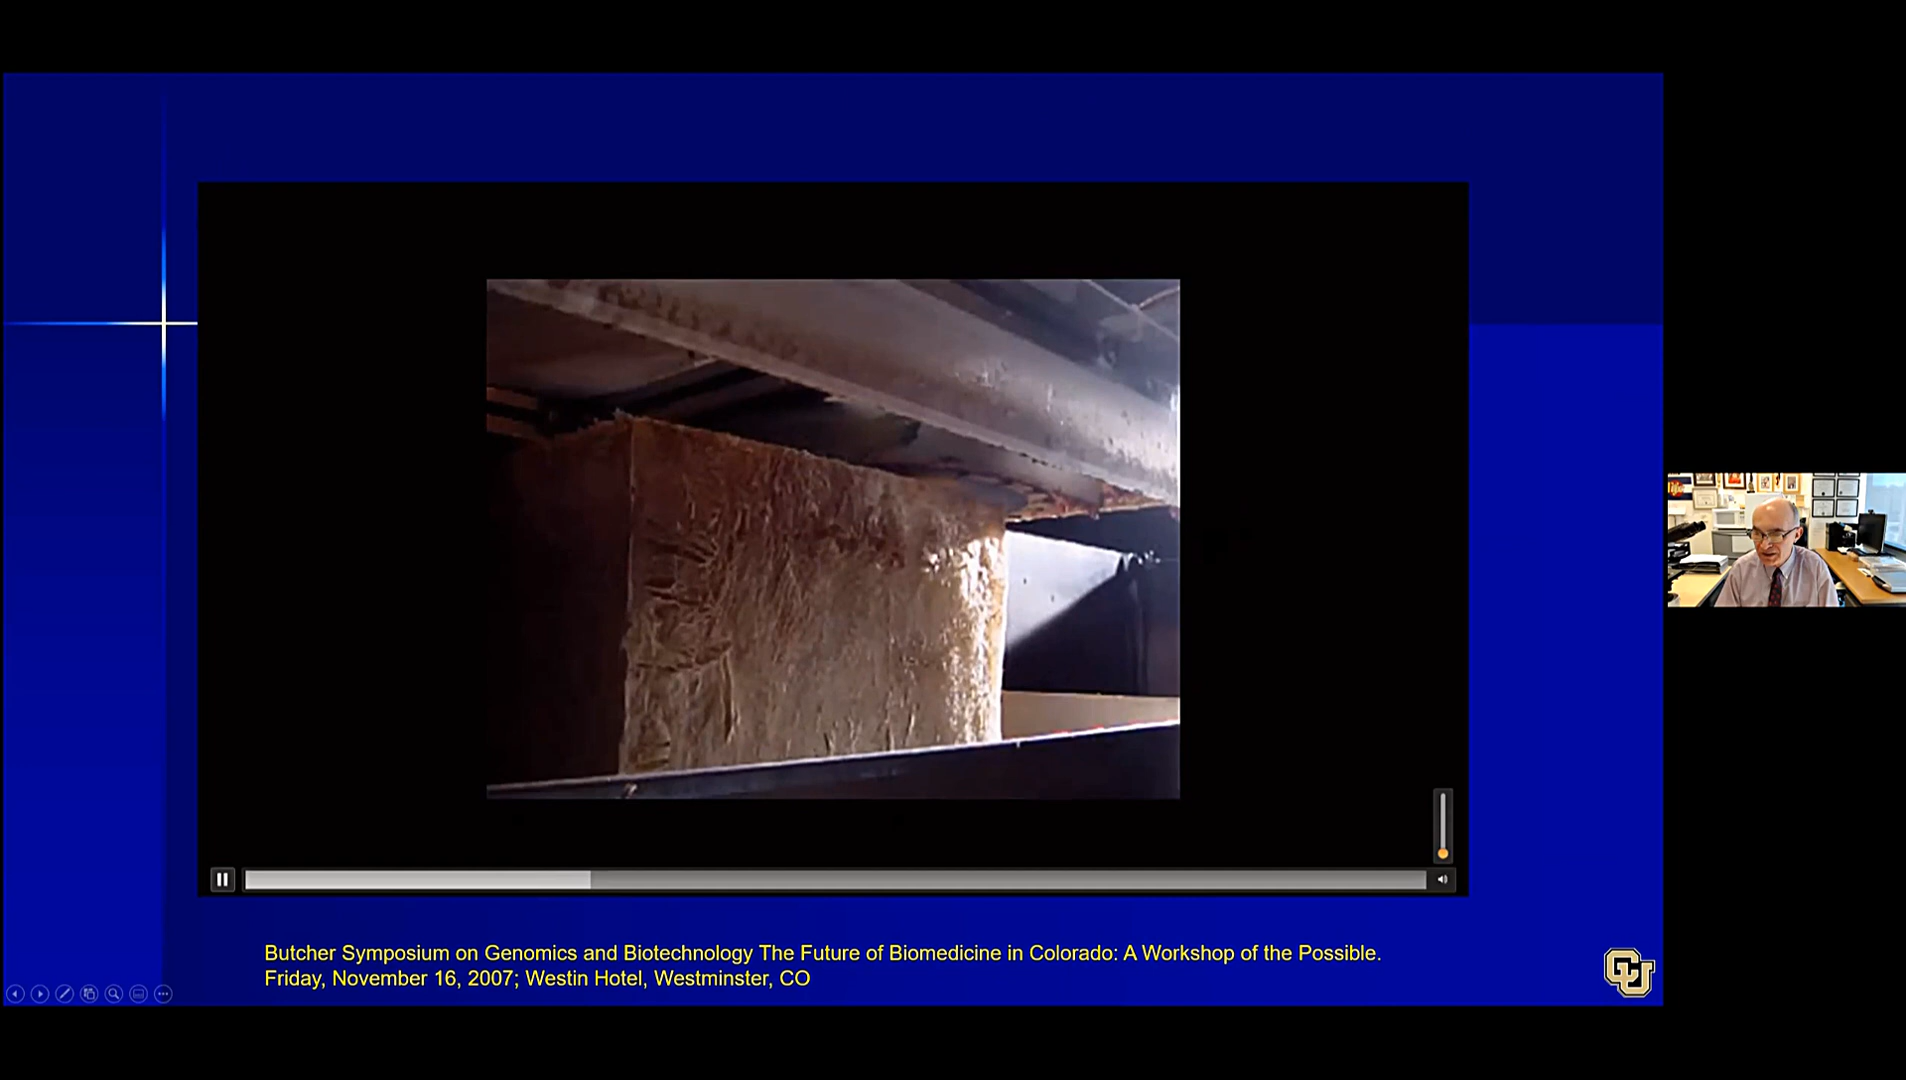 Butcher Symposium on Genomics and Biotechnology The Future of Biomedicine in Colorado: A Workshop of the Possible.
Friday, November 16, 2007; Westin Hotel, Westminster, CO
CU